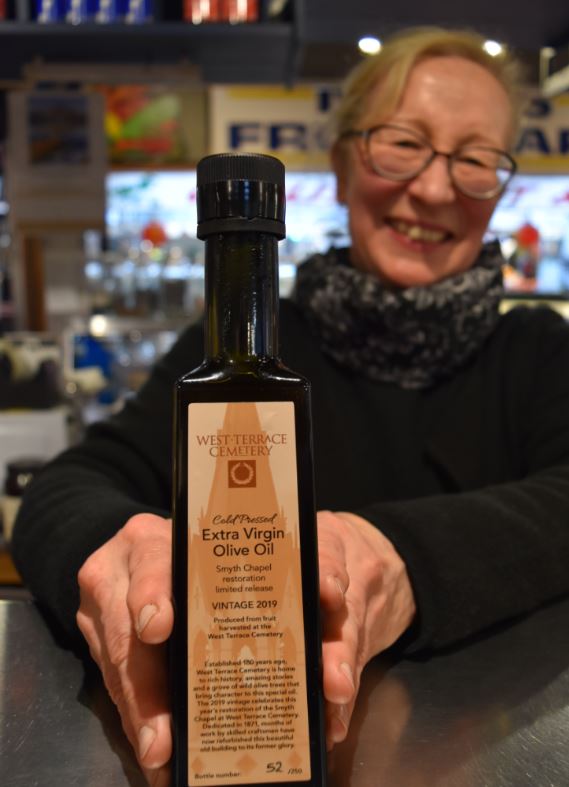 WEST·TERRACE
CEMETERY
Cold Pressed
Extra Virgin
Olive Oil
Smyth Chapel
restoration
limited release
VINTAGE 2019
Produced from fruit
harvested at the
West Terrace Cemetery
Established 180 years ago,
West Terrace Cemetery is home
to rich history, amazing stories
and a grove of wild olive trees that
bring character to this special oil.
The 2019 vintage celebrates this
year's restoration of the Smyth
Chapel at West Terrace Cemetery.
Dedicated in 1871, months of
work by skilled craftsmen have
now refurbished this beautiful
old building to its former glory.
Bottle number: 52 /250